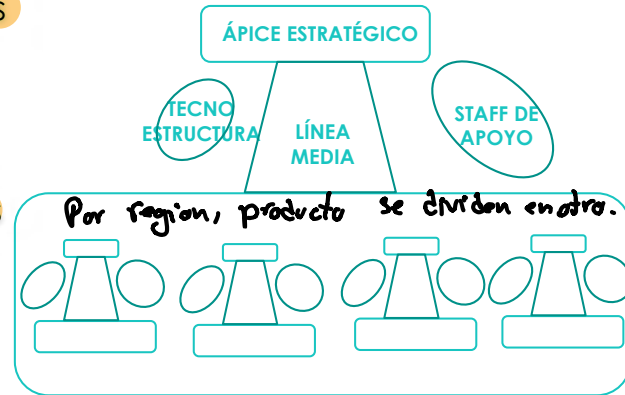 S
ÁPICE ESTRATÉGICO
TECNO
ESTRUCTURA
LÍNEA
MEDIA
STAFF DE
APOYO
Por region, producto se dividen en otro.